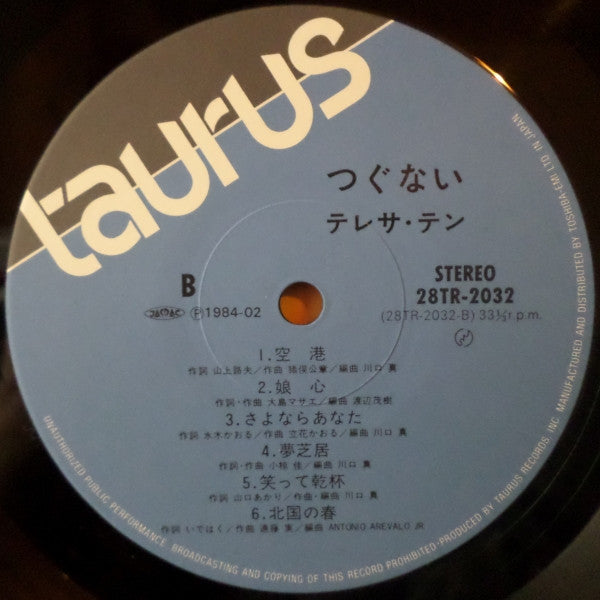 taurus
つぐない
テレサ・テン
B
STEREO
28TR-2032
JASRAC Ⓟ1984-02
(28TR-2032-B) 33⅓r.p.m.
1.空 港
作詞 山上路夫／作曲 猪俣公章／編曲 川口 真
2.娘 心
作詞・作曲 大島マサエ／編曲 渡辺茂樹
3.さよならあなた
作詞 水木かおる／作曲 立花かおる／編曲 川口 真
4.夢芝居
作詞・作曲 小椋 佳／編曲 川口 真
5.笑って乾杯
作詞 山口あかり／作曲・編曲 川口 真
6.北国の春
作詞 いではく／作曲 遠藤 実／編曲 ANTONIO AREVALO JR
UNAUTHORIZED PUBLIC PERFORMANCE, BROADCASTING AND COPYING OF THIS RECORD PROHIBITED·PRODUCED BY TAURUS RECORDS INC. MANUFACTURED AND DISTRIBUTED BY TOSHIBA-EMI LTD IN JAPAN